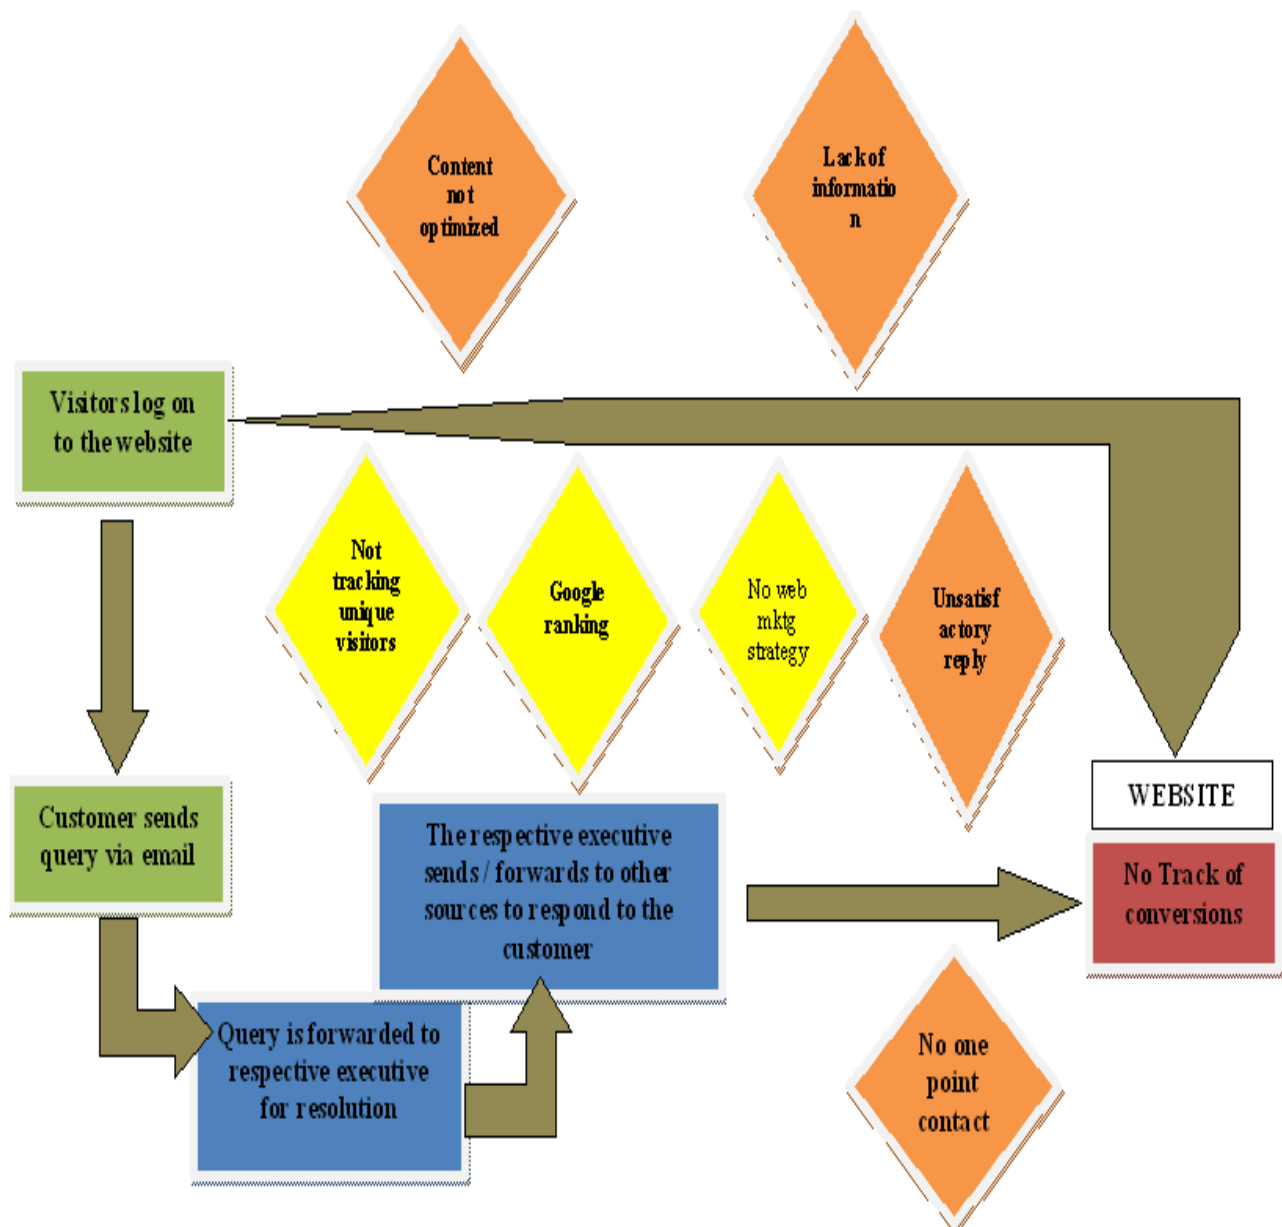 Content
not
optimized
Lack of
informatio
n
Visitors log on
to the website
Not
tracking
unique
visitors
Google
ranking
No web
mktg
strategy
Unsatisf
actory
reply
WEBSITE
No Track of
conversions
Customer sends
query via email
The respective executive
sends / forwards to other
sources to respond to the
customer
Query is forwarded to
respective executive
for resolution
No one
point
contact